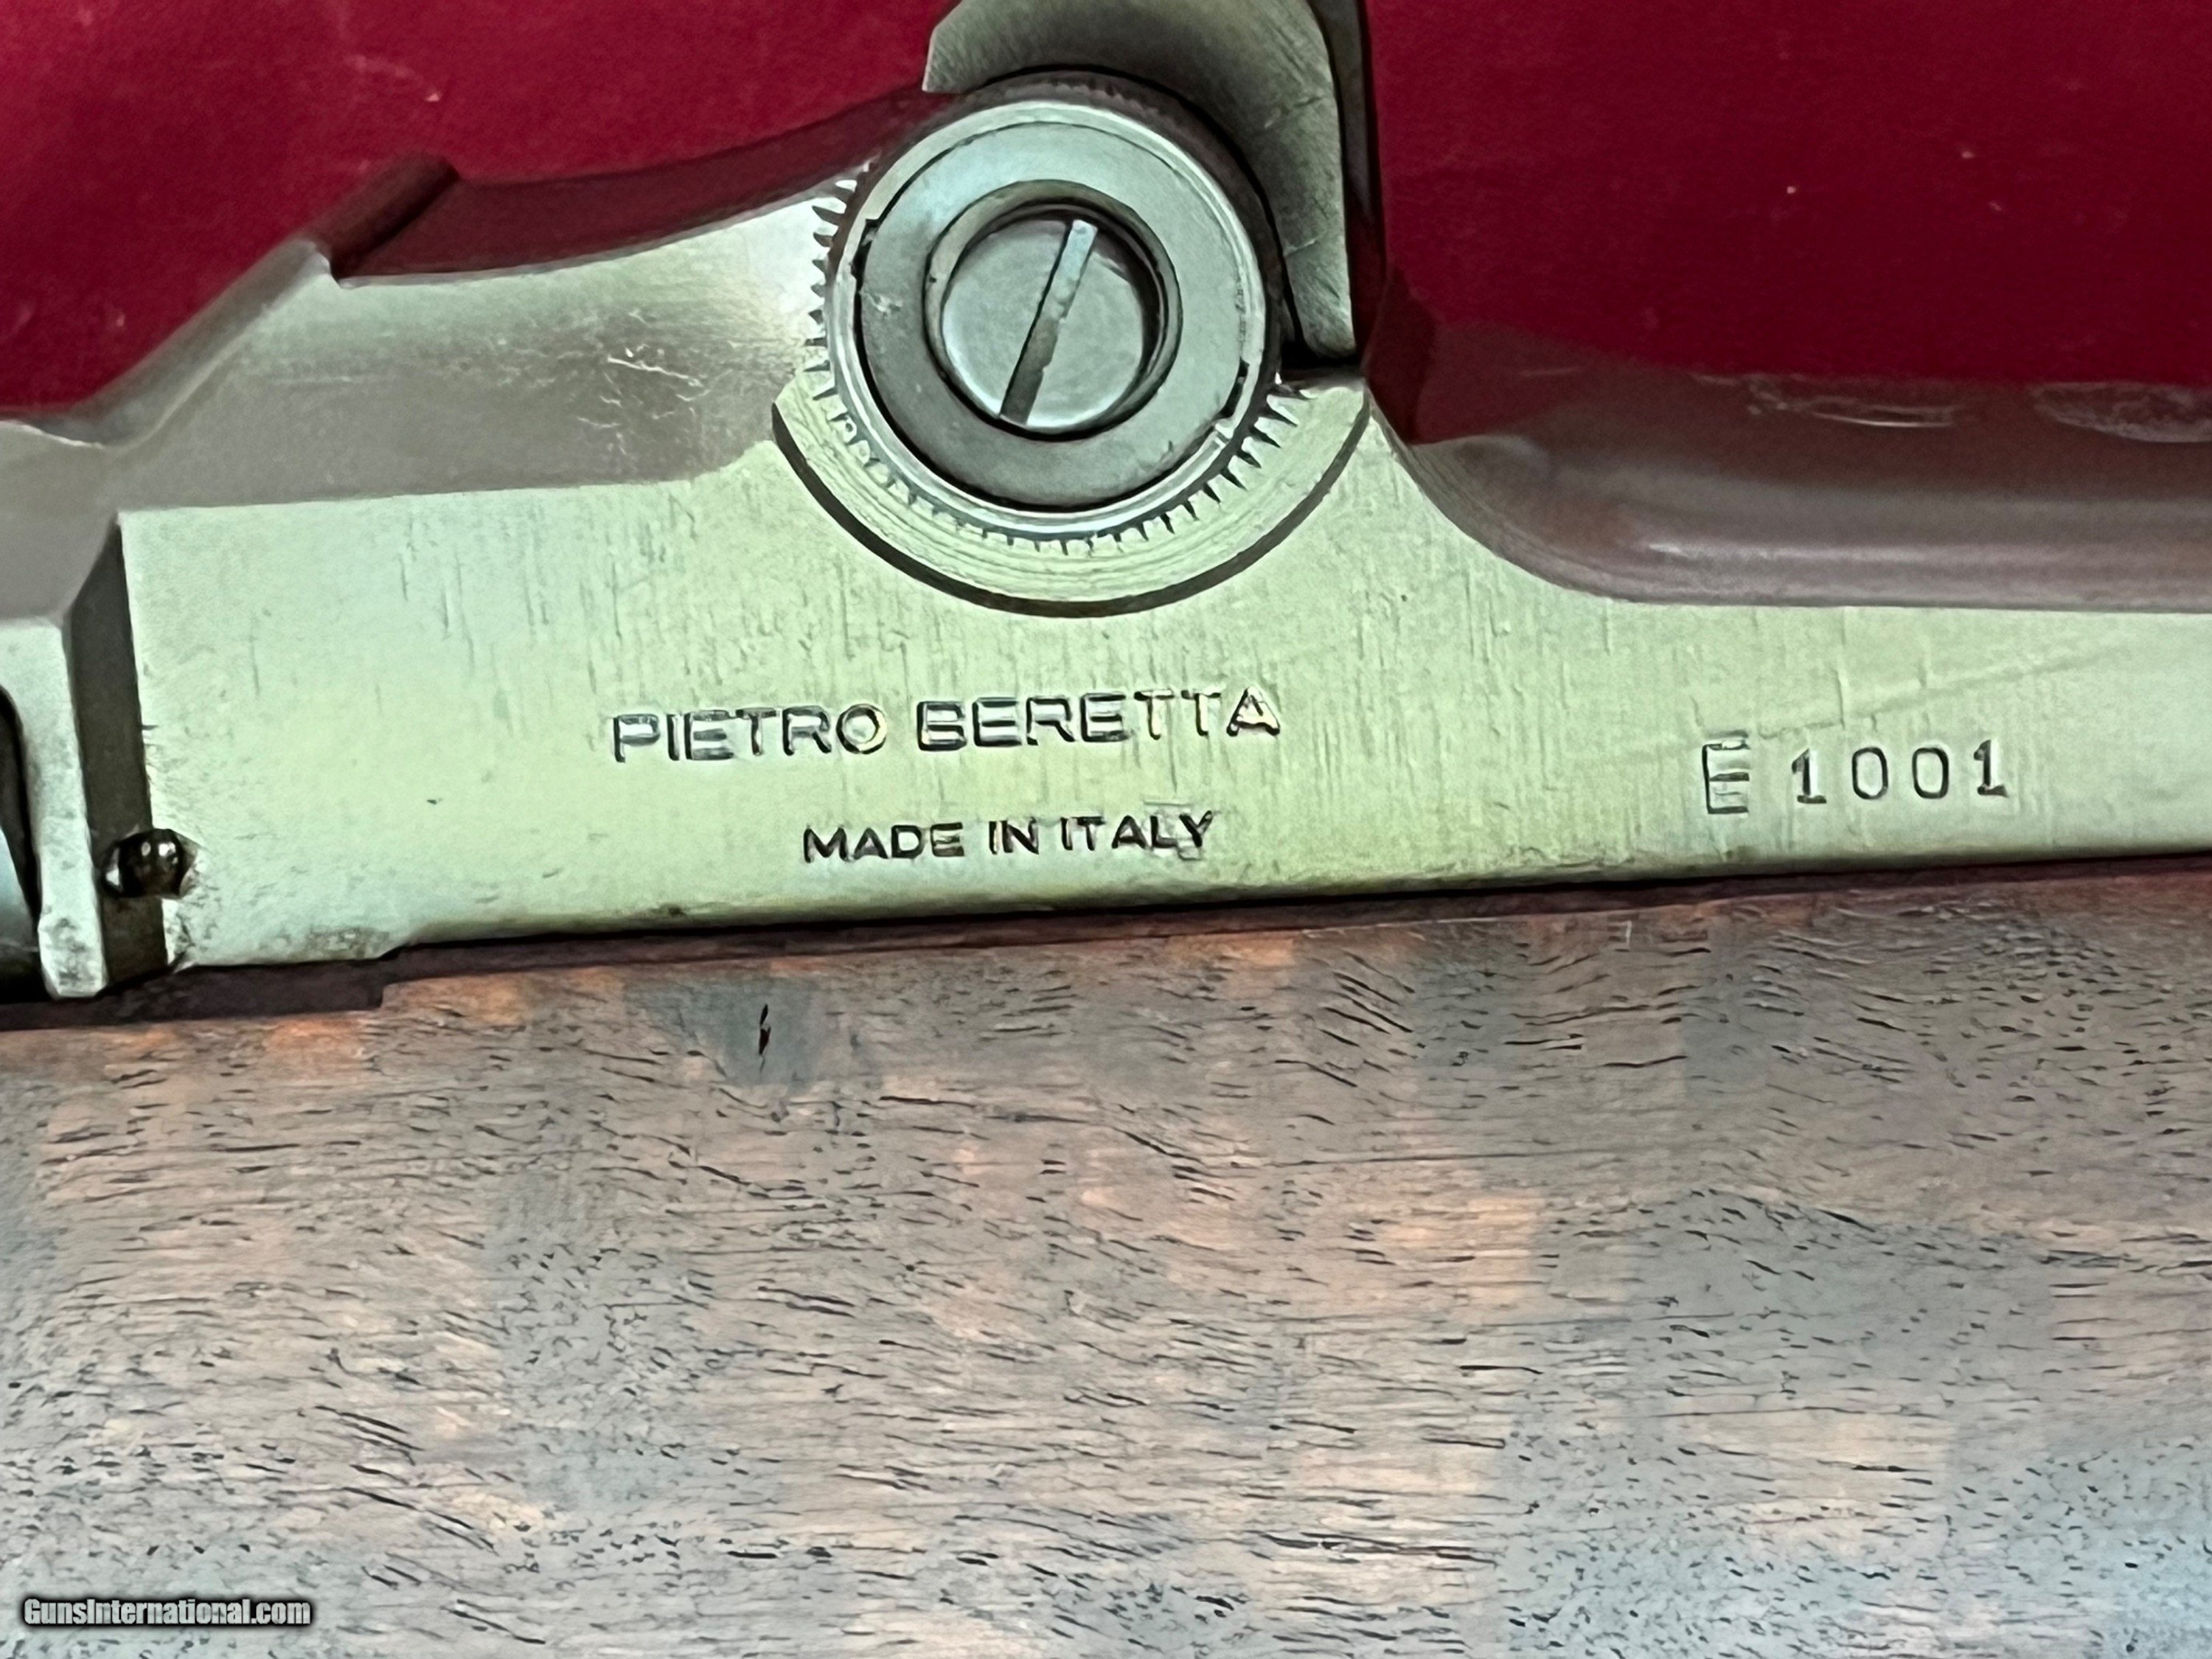 PIETRO BERETTA
MADE IN ITALY
E 1001
GunsInternational.com